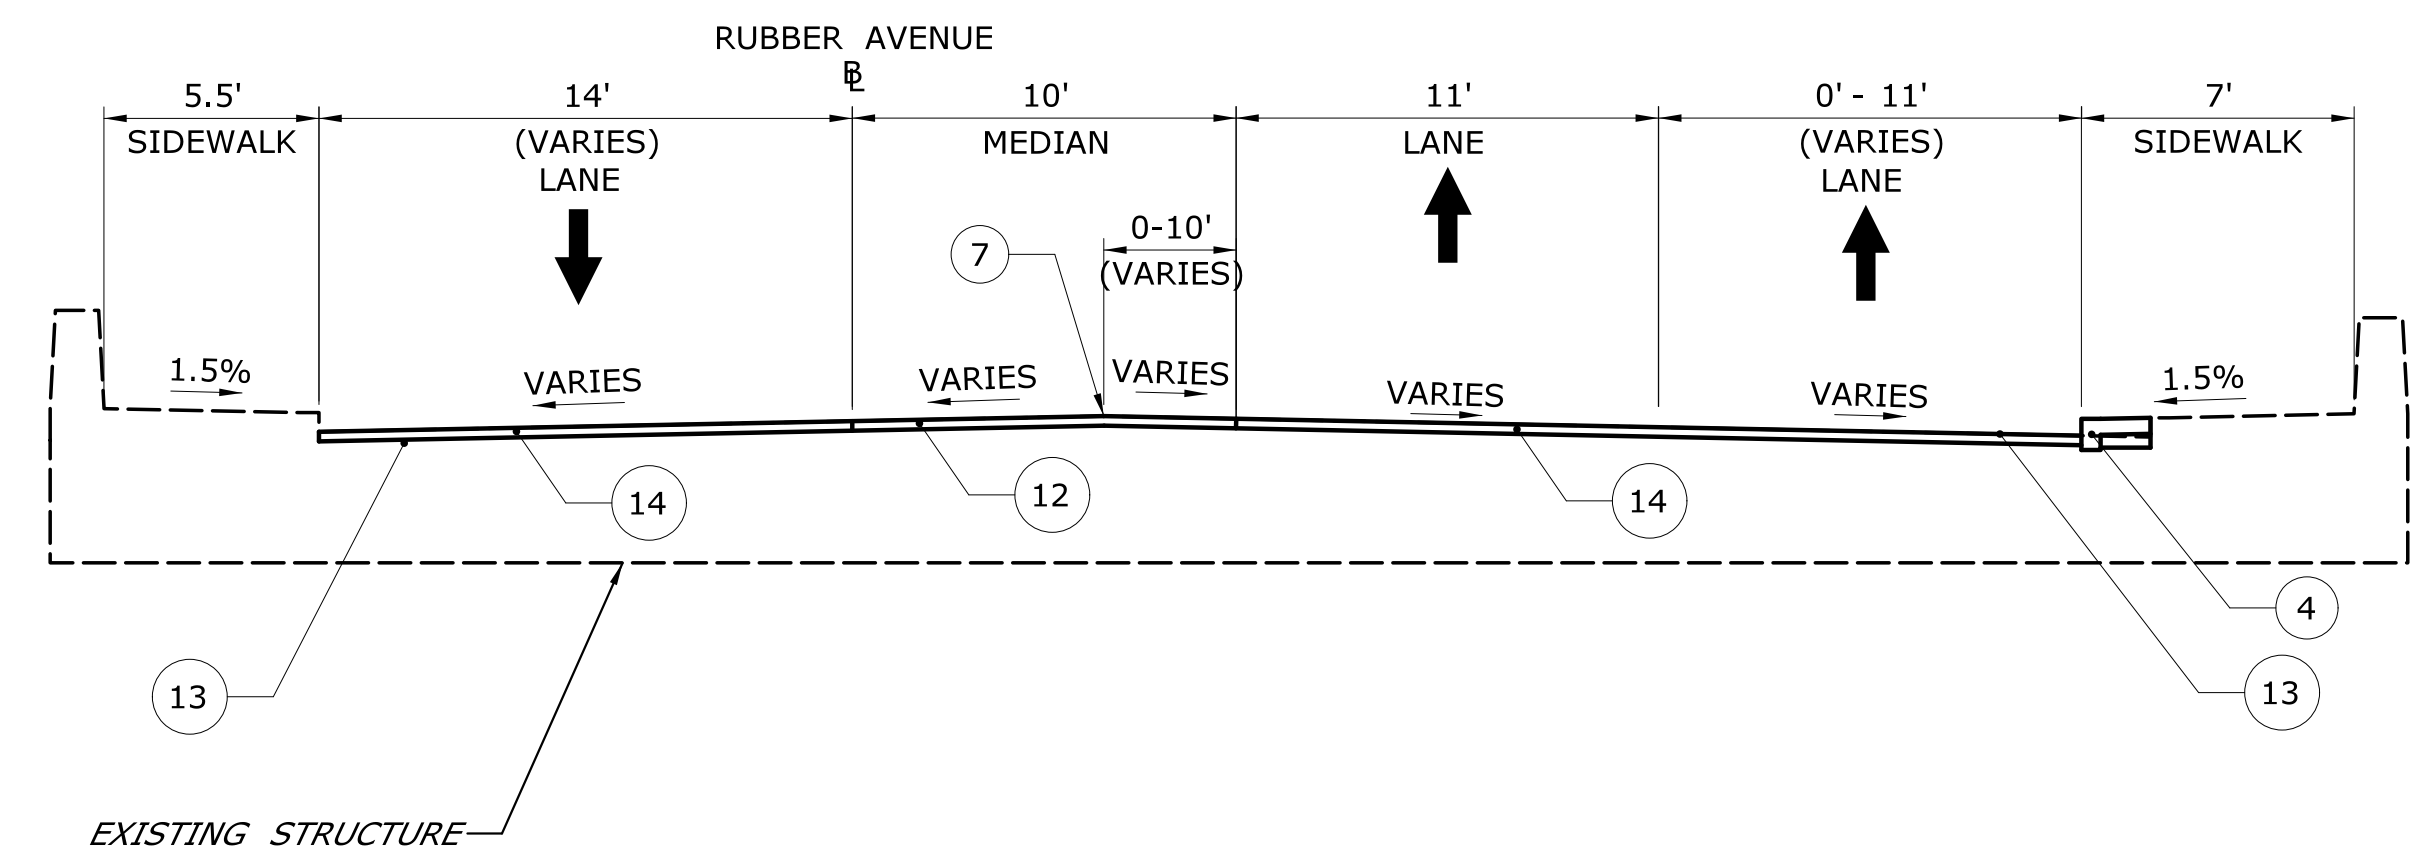 RUBBER AVENUE
BL
5.5'
14'
10'
11'
0' - 11'
7'
SIDEWALK
(VARIES)
LANE
MEDIAN
LANE
(VARIES)
LANE
SIDEWALK
7
0-10'
(VARIES)
1.5%
VARIES
VARIES
VARIES
VARIES
VARIES
1.5%
14
12
14
4
13
13
EXISTING STRUCTURE